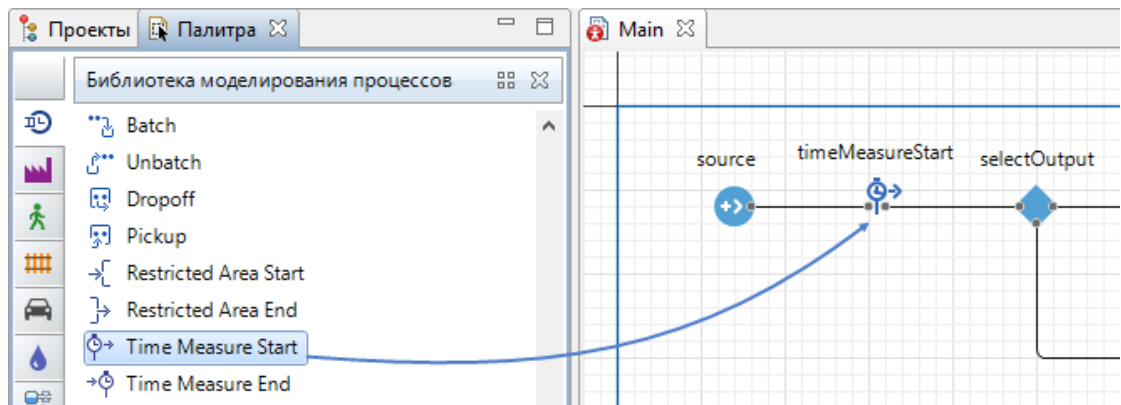 Проекты
Палитра
Main
Библиотека моделирования процессов
Batch
Unbatch
Dropoff
Pickup
Restricted Area Start
Restricted Area End
Time Measure Start
Time Measure End
source
timeMeasureStart
selectOutput